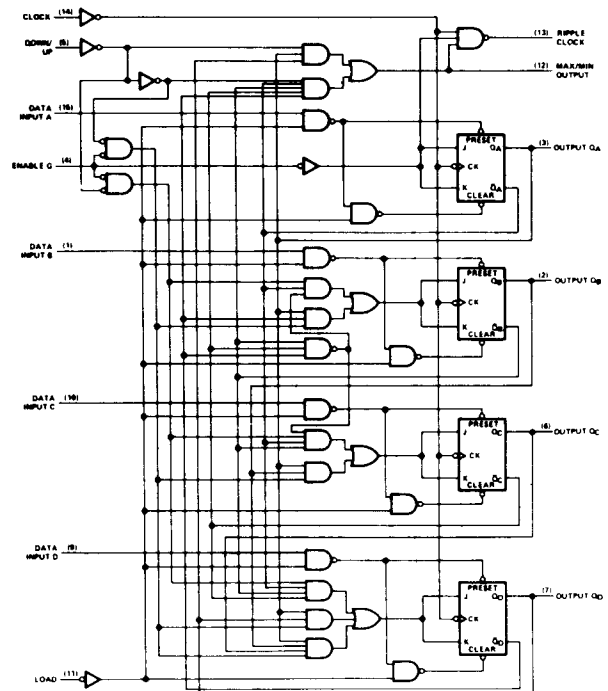 CLOCK (14)
(13) RIPPLE CLOCK
DOWN/UP (5)
(12) MAX/MIN OUTPUT
DATA INPUT A (15)
PRESET
J QA
(3) OUTPUT QA
ENABLE G (4)
CK
K QA
CLEAR
DATA INPUT B (1)
PRESET
J QB
(2) OUTPUT QB
CK
K QB
CLEAR
DATA INPUT C (10)
PRESET
J QC
(6) OUTPUT QC
CK
K QC
CLEAR
DATA INPUT D (9)
PRESET
J QD
(7) OUTPUT QD
CK
K QD
CLEAR
LOAD (11)